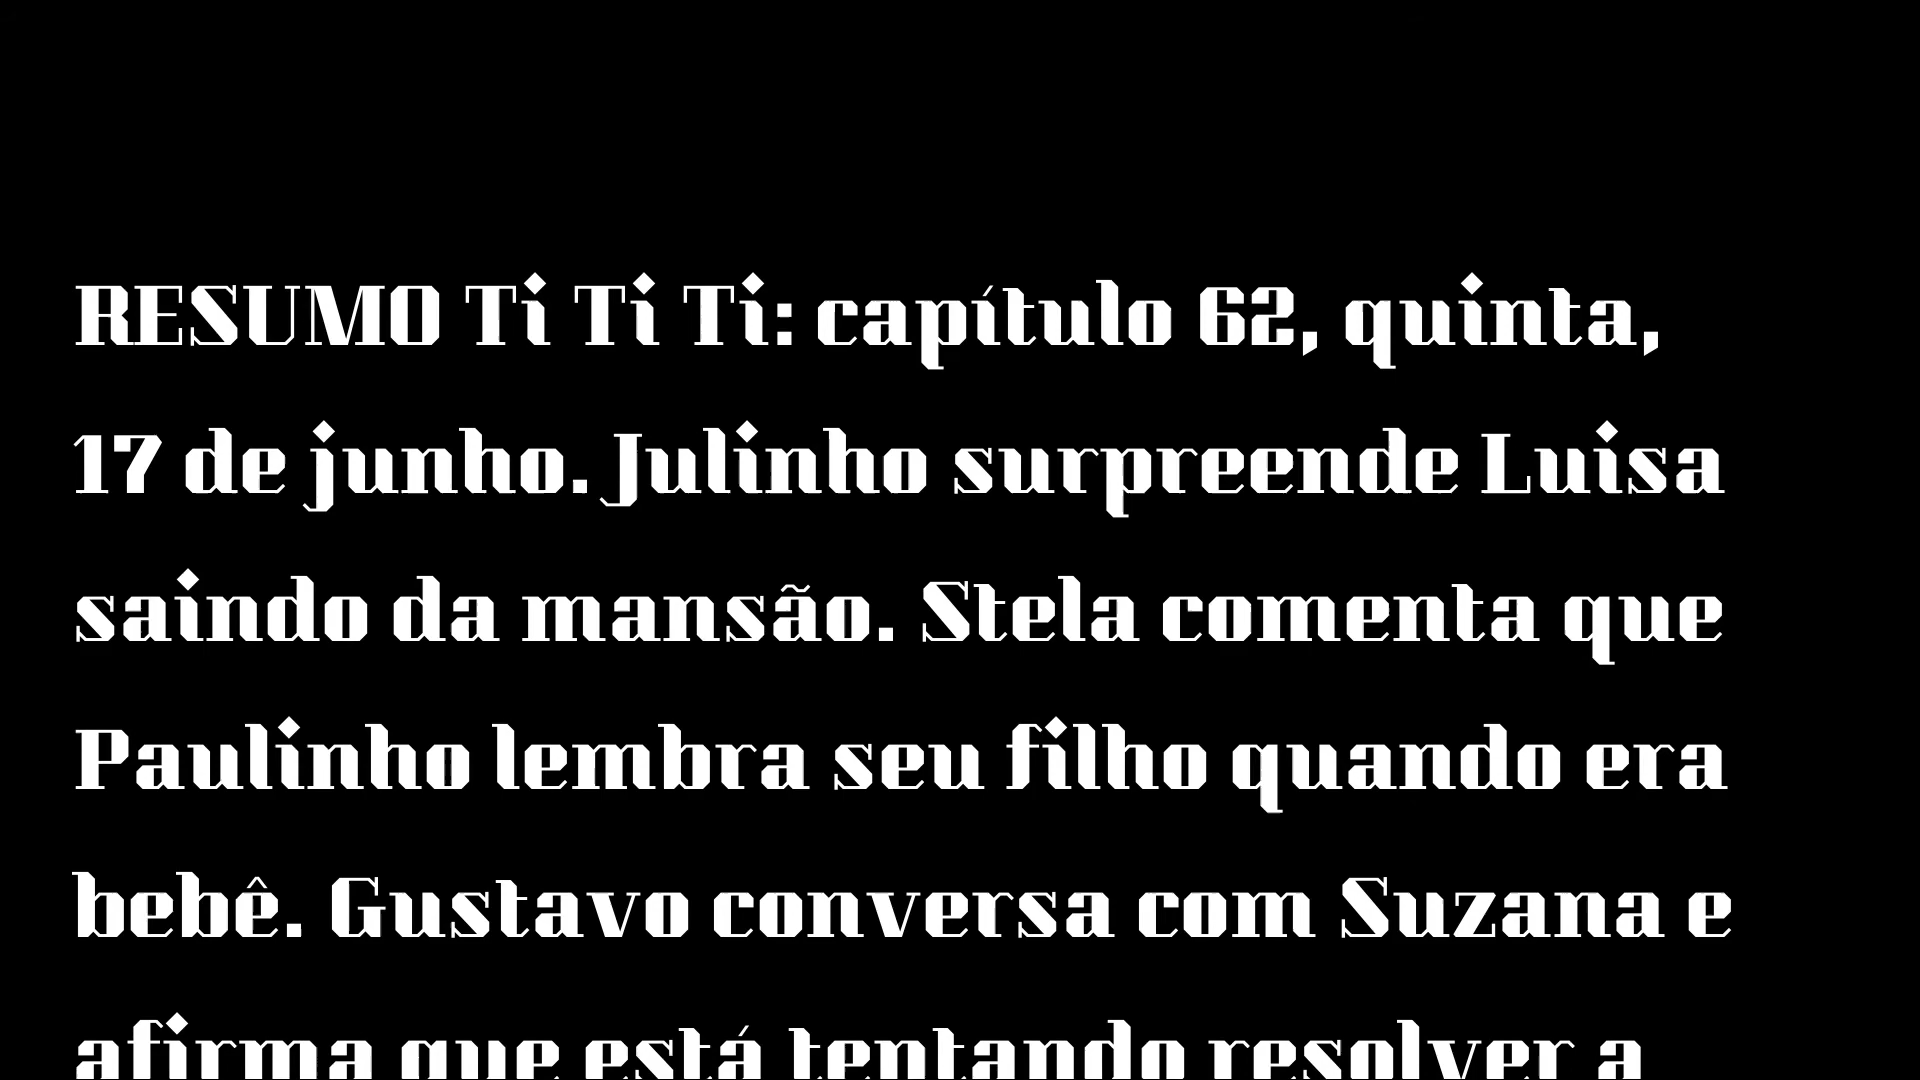 RESUMO Ti Ti Ti: capítulo 62, quinta,
17 de junho. Julinho surpreende Luisa
saindo da mansão. Stela comenta que
Paulinho lembra seu filho quando era
bebê. Gustavo conversa com Suzana e
afirma que está tentando resolver a